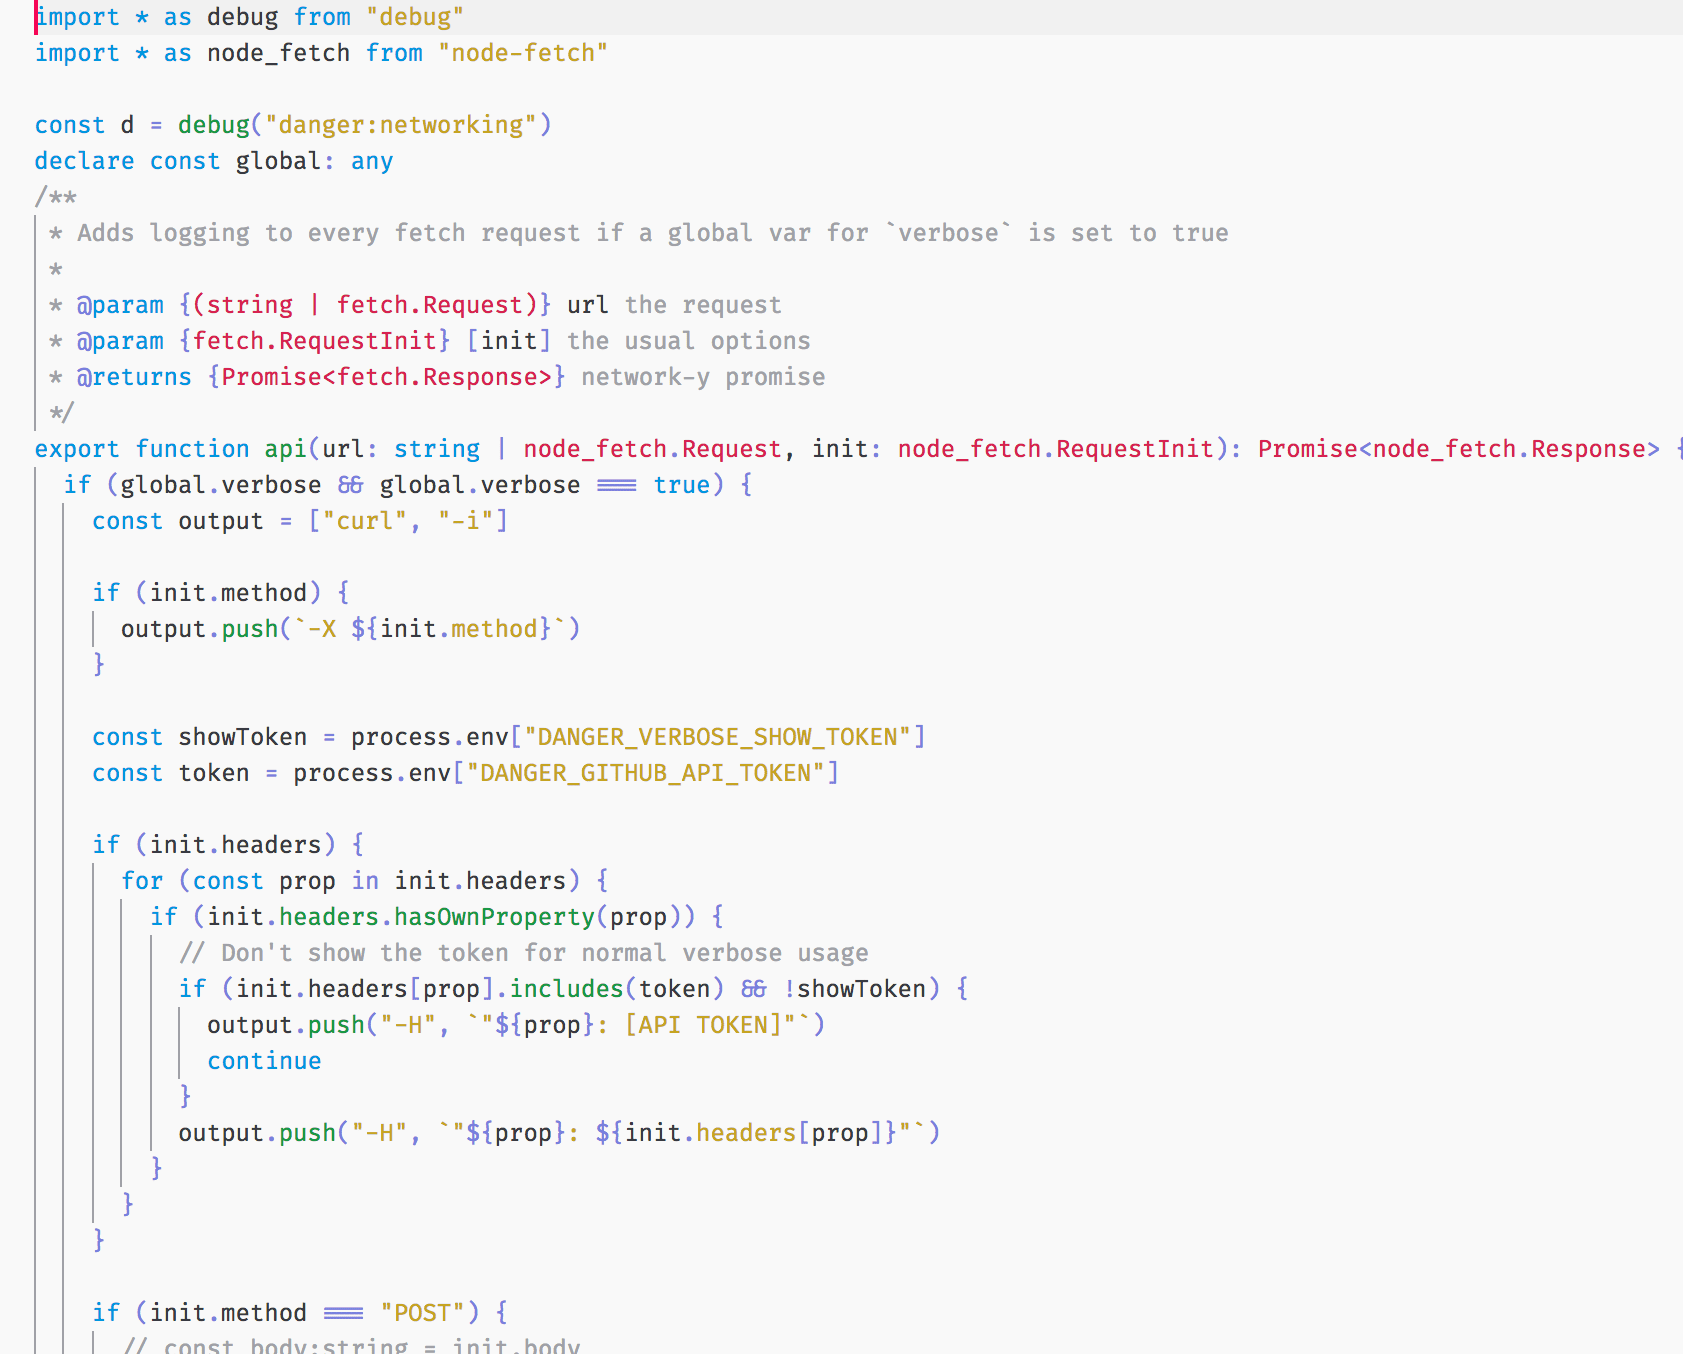 import * as debug from "debug"
import * as node_fetch from "node-fetch"

const d = debug("danger:networking")
declare const global: any
/**
 * Adds logging to every fetch request if a global var for `verbose` is set to true
 *
 * @param {(string | fetch.Request)} url the request
 * @param {fetch.RequestInit} [init] the usual options
 * @returns {Promise<fetch.Response>} network-y promise
 */
export function api(url: string | node_fetch.Request, init: node_fetch.RequestInit): Promise<node_fetch.Response> {
  if (global.verbose && global.verbose === true) {
    const output = ["curl", "-i"]

    if (init.method) {
      output.push(`-X ${init.method}`)
    }

    const showToken = process.env["DANGER_VERBOSE_SHOW_TOKEN"]
    const token = process.env["DANGER_GITHUB_API_TOKEN"]

    if (init.headers) {
      for (const prop in init.headers) {
        if (init.headers.hasOwnProperty(prop)) {
          // Don't show the token for normal verbose usage
          if (init.headers[prop].includes(token) && !showToken) {
            output.push("-H", `"${prop}: [API TOKEN]"`)
            continue
          }
          output.push("-H", `"${prop}: ${init.headers[prop]}"`)
        }
      }
    }

    if (init.method === "POST") {
      // const body:string = init.body